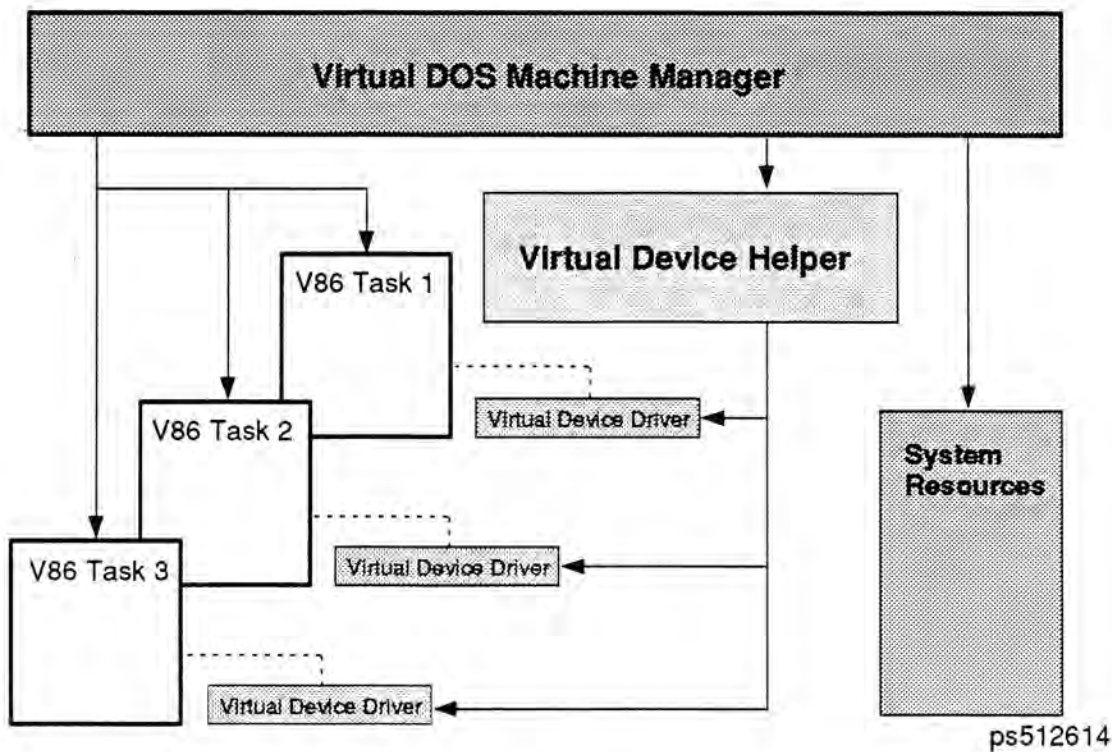 Virtual DOS Machine Manager
Virtual Device Helper
V86 Task 1
Virtual Device Driver
V86 Task 2
System
Resources
Virtual Device Driver
V86 Task 3
Virtual Device Driver
ps512614